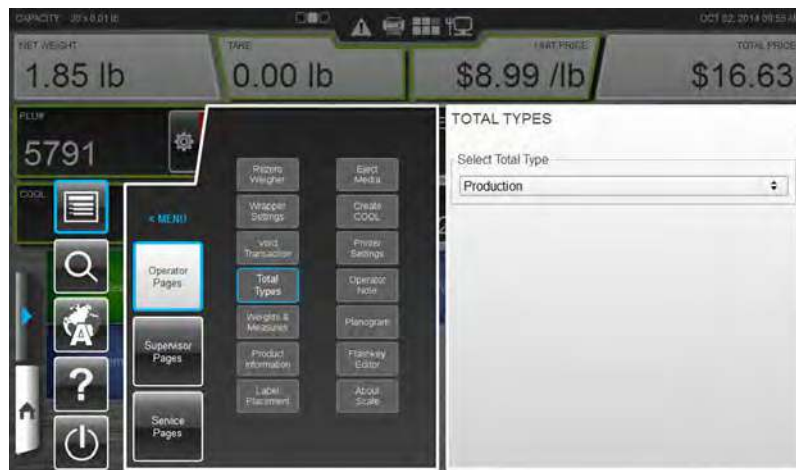 CAPACITY 30 x 0.01 lb
OCT 02, 2014 09:55 AM
NET WEIGHT
1.85 lb
TARE
0.00 lb
UNIT PRICE
$8.99 /lb
TOTAL PRICE
$16.63
PLU#
5791
COOL
< MENU
Operator
Pages
Supervisor
Pages
Service
Pages
Rezero
Weigher
Eject
Media
Wrapper
Settings
Create
COOL
Void
Transaction
Printer
Settings
Total
Types
Operator
Note
Weights &
Measures
Planogram
Product
Information
Flashkey
Editor
Label
Placement
About
Scale
TOTAL TYPES
Select Total Type
Production